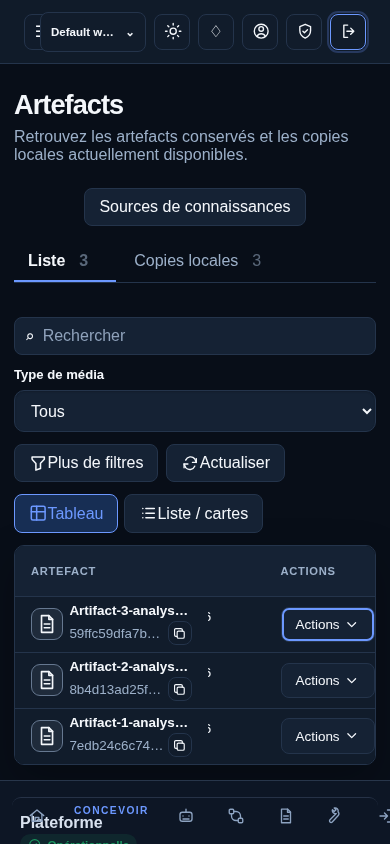 Default w…
Artefacts
Retrouvez les artefacts conservés et les copies
locales actuellement disponibles.
Sources de connaissances
Liste 3 Copies locales 3
Rechercher
Type de média
Tous
Plus de filtres Actualiser
Tableau Liste / cartes
ARTEFACT ACTIONS
Artifact-3-analys…
59ffc59dfa7b…
Actions
Artifact-2-analys…
8b4d13ad25f…
Actions
Artifact-1-analys…
7edb24c6c74…
Actions
CONCEVOIR
Plateforme
Opérationnelle